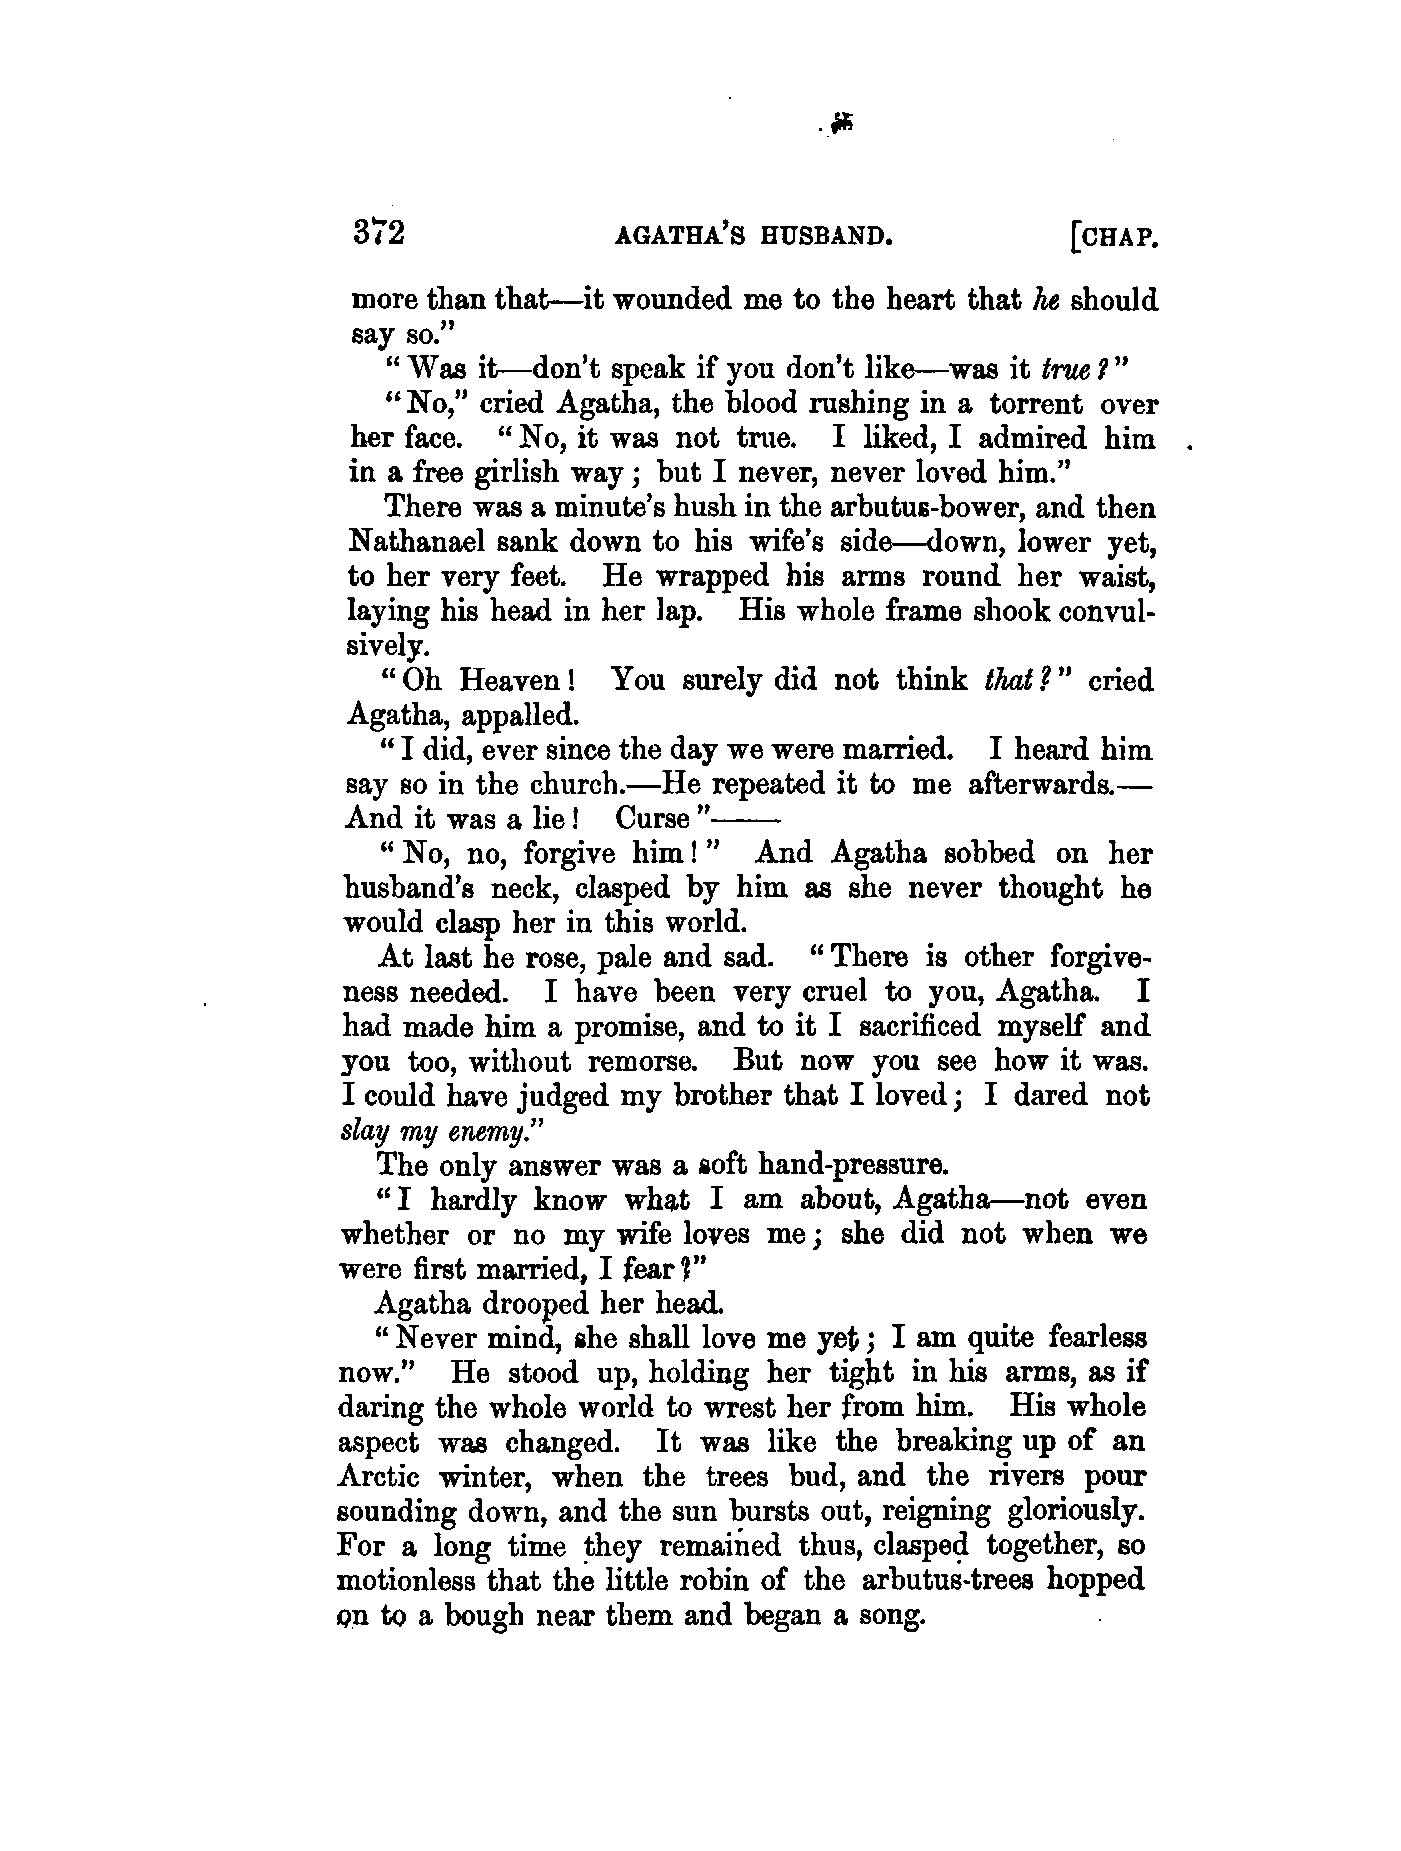 372 AGATHA'S HUSBAND. [CHAP.
more than that—it wounded me to the heart that he should
say so."
"Was it—don't speak if you don't like—was it true?"
"No," cried Agatha, the blood rushing in a torrent over
her face. "No, it was not true. I liked, I admired him
in a free girlish way; but I never, never loved him."
There was a minute's hush in the arbutus-bower, and then
Nathanael sank down to his wife's side—down, lower yet,
to her very feet. He wrapped his arms round her waist,
laying his head in her lap. His whole frame shook convul-
sively.
"Oh Heaven! You surely did not think that?" cried
Agatha, appalled.
"I did, ever since the day we were married. I heard him
say so in the church.—He repeated it to me afterwards.—
And it was a lie! Curse"——
"No, no, forgive him!" And Agatha sobbed on her
husband's neck, clasped by him as she never thought he
would clasp her in this world.
At last he rose, pale and sad. "There is other forgive-
ness needed. I have been very cruel to you, Agatha. I
had made him a promise, and to it I sacrificed myself and
you too, without remorse. But now you see how it was.
I could have judged my brother that I loved; I dared not
slay my enemy."
The only answer was a soft hand-pressure.
"I hardly know what I am about, Agatha—not even
whether or no my wife loves me; she did not when we
were first married, I fear?"
Agatha drooped her head.
"Never mind, she shall love me yet; I am quite fearless
now." He stood up, holding her tight in his arms, as if
daring the whole world to wrest her from him. His whole
aspect was changed. It was like the breaking up of an
Arctic winter, when the trees bud, and the rivers pour
sounding down, and the sun bursts out, reigning gloriously.
For a long time they remained thus, clasped together, so
motionless that the little robin of the arbutus-trees hopped
on to a bough near them and began a song.